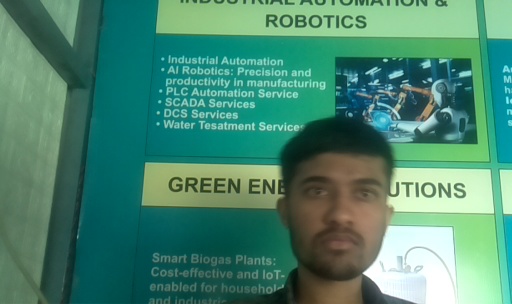 INDUSTRIAL AUTOMATION &
ROBOTICS
• Industrial Automation
• AI Robotics: Precision and
productivity in manufacturing
• PLC Automation Service
• SCADA Services
• DCS Services
• Water Tesatment Services
GREEN ENE UTIONS
Smart Biogas Plants:
Cost-effective and IoT-
enabled for household
and industri